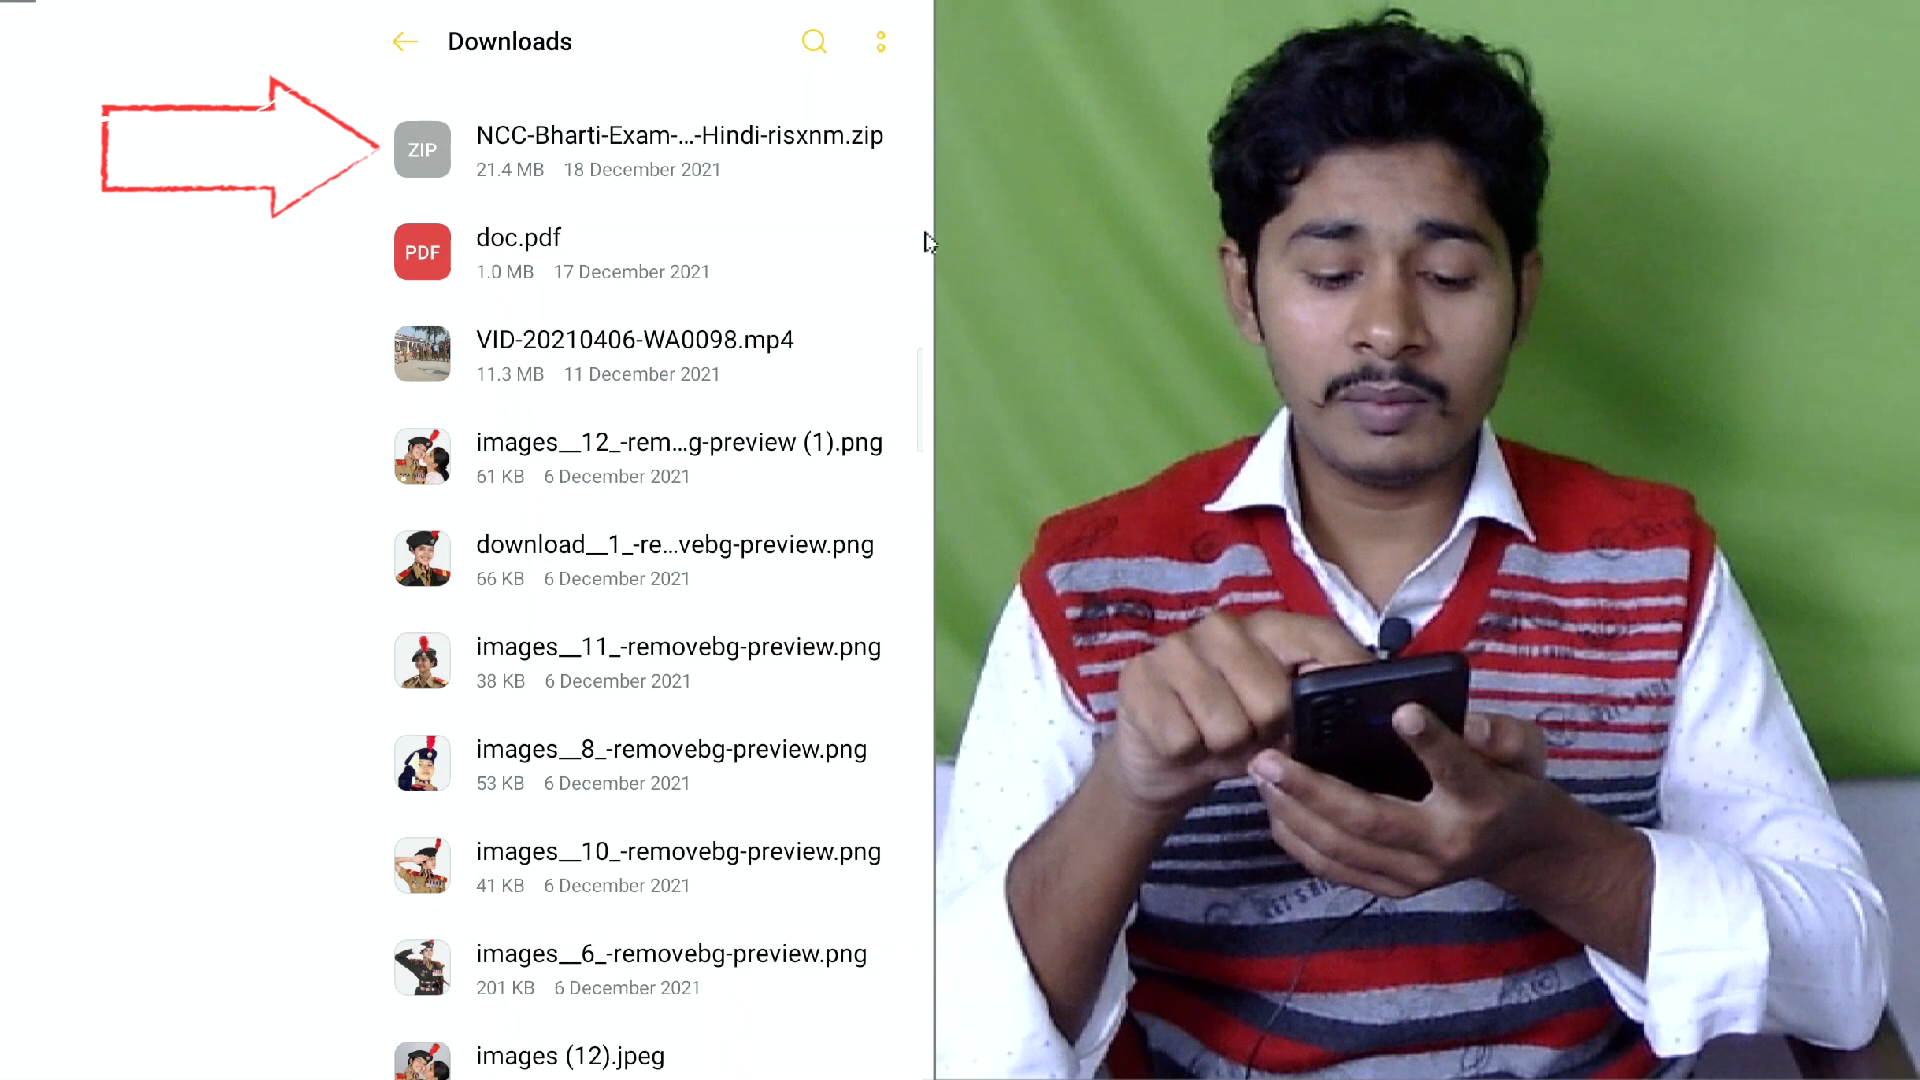 Downloads
ZIP
NCC-Bharti-Exam-...-Hindi-risxnm.zip
21.4 MB 18 December 2021
PDF
doc.pdf
1.0 MB 17 December 2021
VID-20210406-WA0098.mp4
11.3 MB 11 December 2021
images__12_-rem...g-preview (1).png
61 KB 6 December 2021
download__1_-re...vebg-preview.png
66 KB 6 December 2021
images__11_-removebg-preview.png
38 KB 6 December 2021
images__8_-removebg-preview.png
53 KB 6 December 2021
images__10_-removebg-preview.png
41 KB 6 December 2021
images__6_-removebg-preview.png
201 KB 6 December 2021
images (12).jpeg